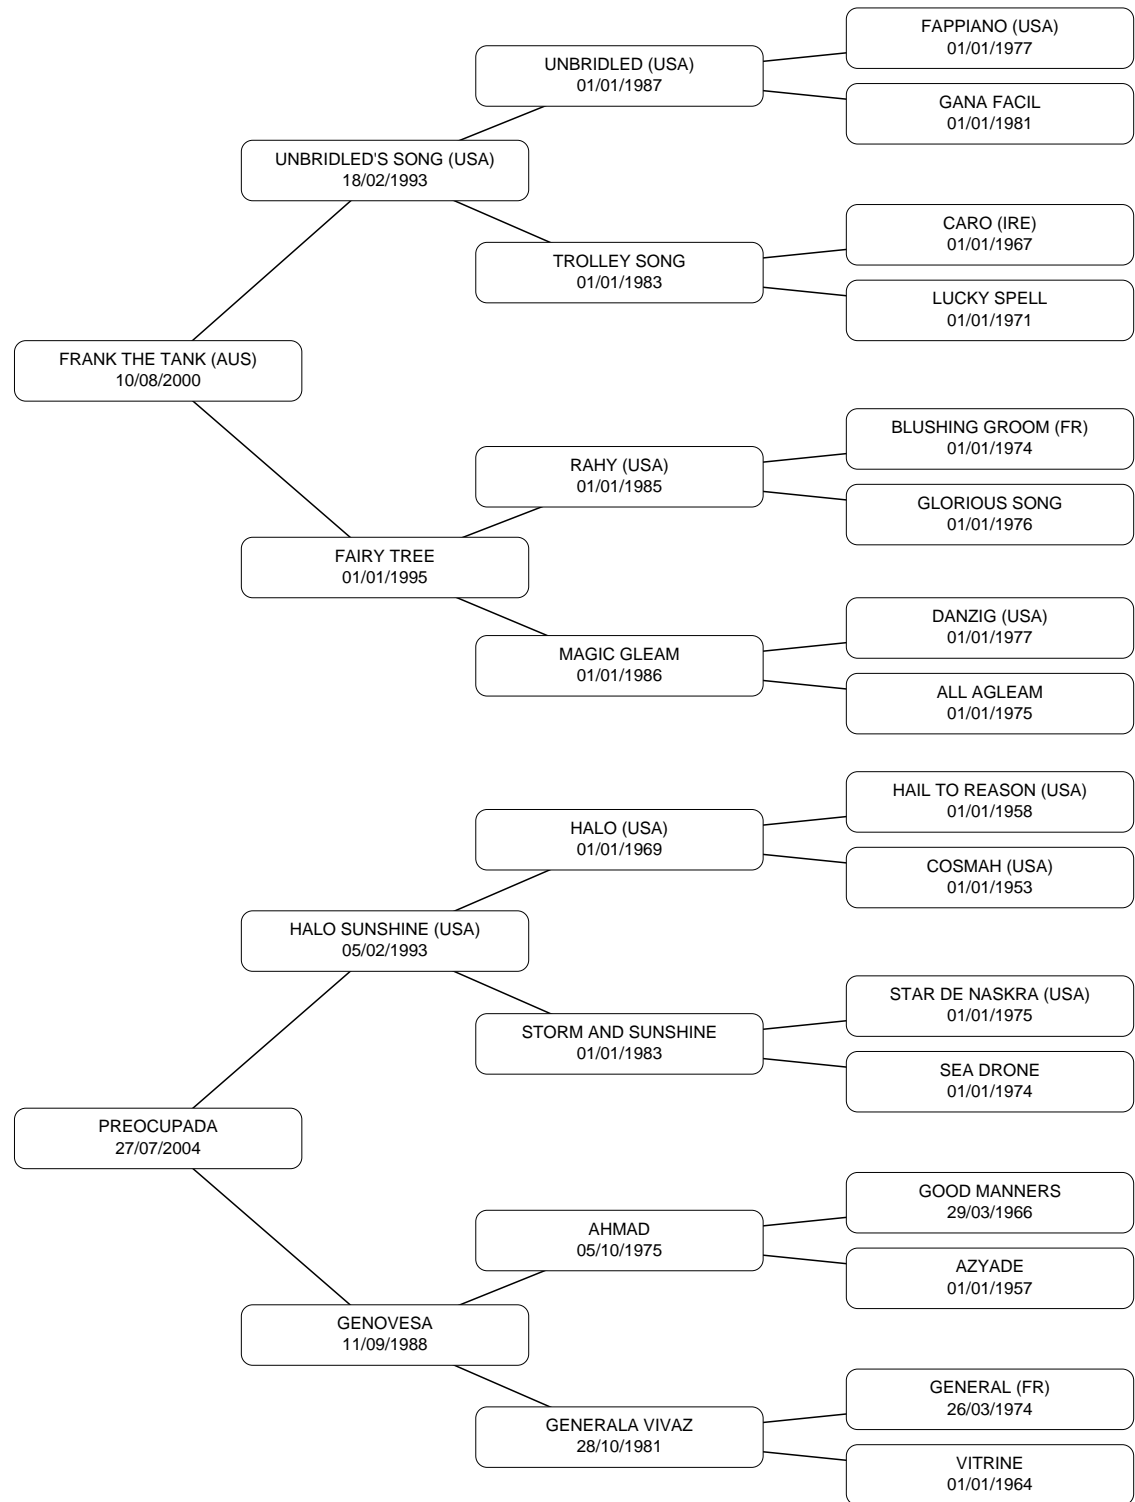 FAPPIANO (USA)
01/01/1977
UNBRIDLED (USA)
01/01/1987
GANA FACIL
01/01/1981
UNBRIDLED'S SONG (USA)
18/02/1993
CARO (IRE)
01/01/1967
TROLLEY SONG
01/01/1983
LUCKY SPELL
01/01/1971
FRANK THE TANK (AUS)
10/08/2000
BLUSHING GROOM (FR)
01/01/1974
RAHY (USA)
01/01/1985
GLORIOUS SONG
01/01/1976
FAIRY TREE
01/01/1995
DANZIG (USA)
01/01/1977
MAGIC GLEAM
01/01/1986
ALL AGLEAM
01/01/1975
HAIL TO REASON (USA)
01/01/1958
HALO (USA)
01/01/1969
COSMAH (USA)
01/01/1953
HALO SUNSHINE (USA)
05/02/1993
STAR DE NASKRA (USA)
01/01/1975
STORM AND SUNSHINE
01/01/1983
SEA DRONE
01/01/1974
PREOCUPADA
27/07/2004
GOOD MANNERS
29/03/1966
AHMAD
05/10/1975
AZYADE
01/01/1957
GENOVESA
11/09/1988
GENERAL (FR)
26/03/1974
GENERALA VIVAZ
28/10/1981
VITRINE
01/01/1964